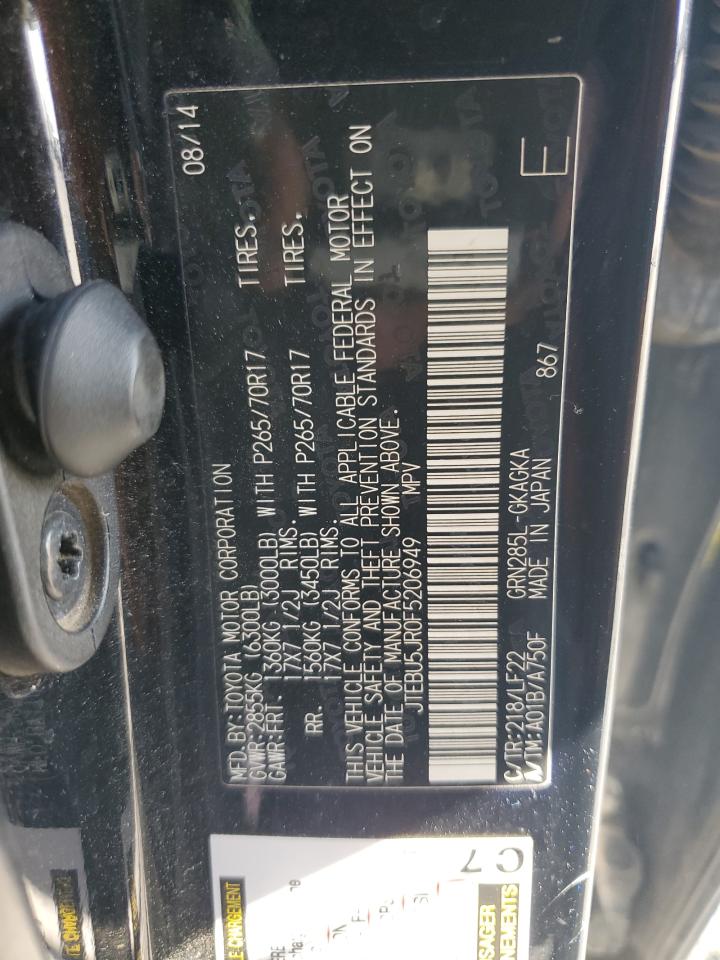 MFD.BY:TOYOTA MOTOR CORPORATION 08/14
GVWR:2855KG (6300LB)
GAWR:FRT. 1360KG (3000LB) WITH P265/70R17 TIRES.
17X7 1/2J RIMS.
RR. 1560KG (3450LB) WITH P265/70R17 TIRES.
17X7 1/2J RIMS.
THIS VEHICLE CONFORMS TO ALL APPLICABLE FEDERAL MOTOR
VEHICLE SAFETY AND THEFT PREVENTION STANDARDS IN EFFECT ON
THE DATE OF MANUFACTURE SHOWN ABOVE.
JTEBU5JR0F5206949 MPV
C/TR:218/LF22 GRN285L-GKAGKA 867
/TM:A01B/A750F MADE IN JAPAN E
LE CHARGEMENT
C7